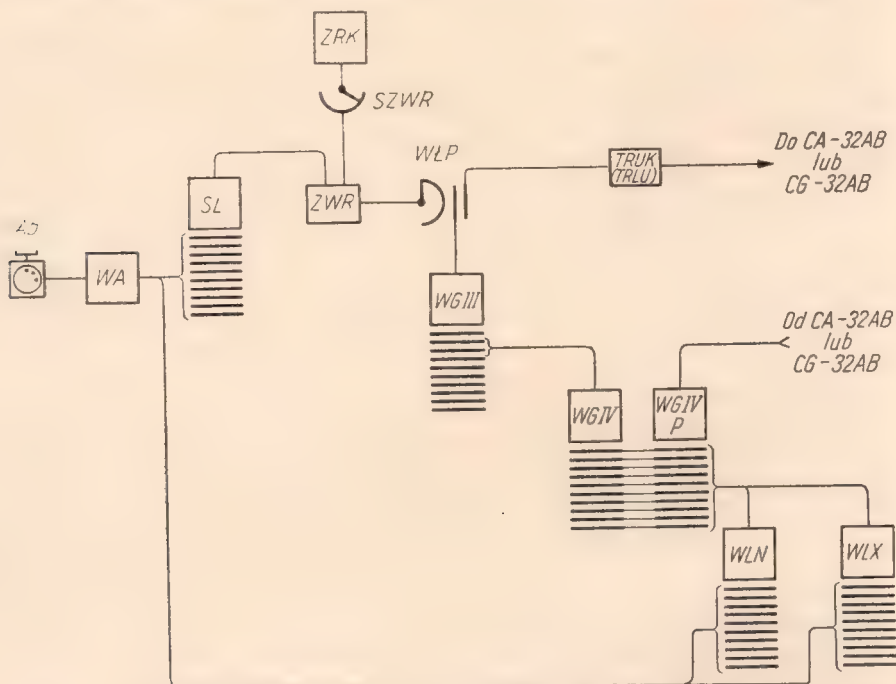 ZRK
SZWR
WŁP
SL
ZWR
TRUK
(TRLU)
Do CA-32AB
lub
CG-32AB
WA
WGIII
Od CA-32AB
lub
CG-32AB
WGIV
WGIV
P
WLN
WLX